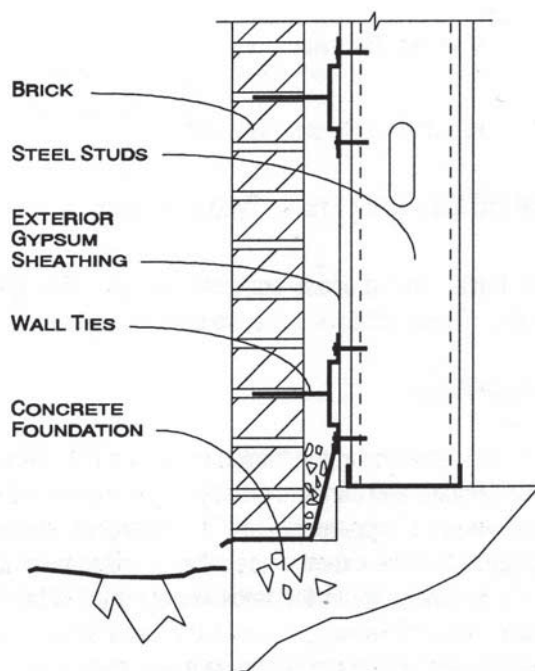 BRICK
STEEL STUDS
EXTERIOR
GYPSUM
SHEATHING
WALL TIES
CONCRETE
FOUNDATION